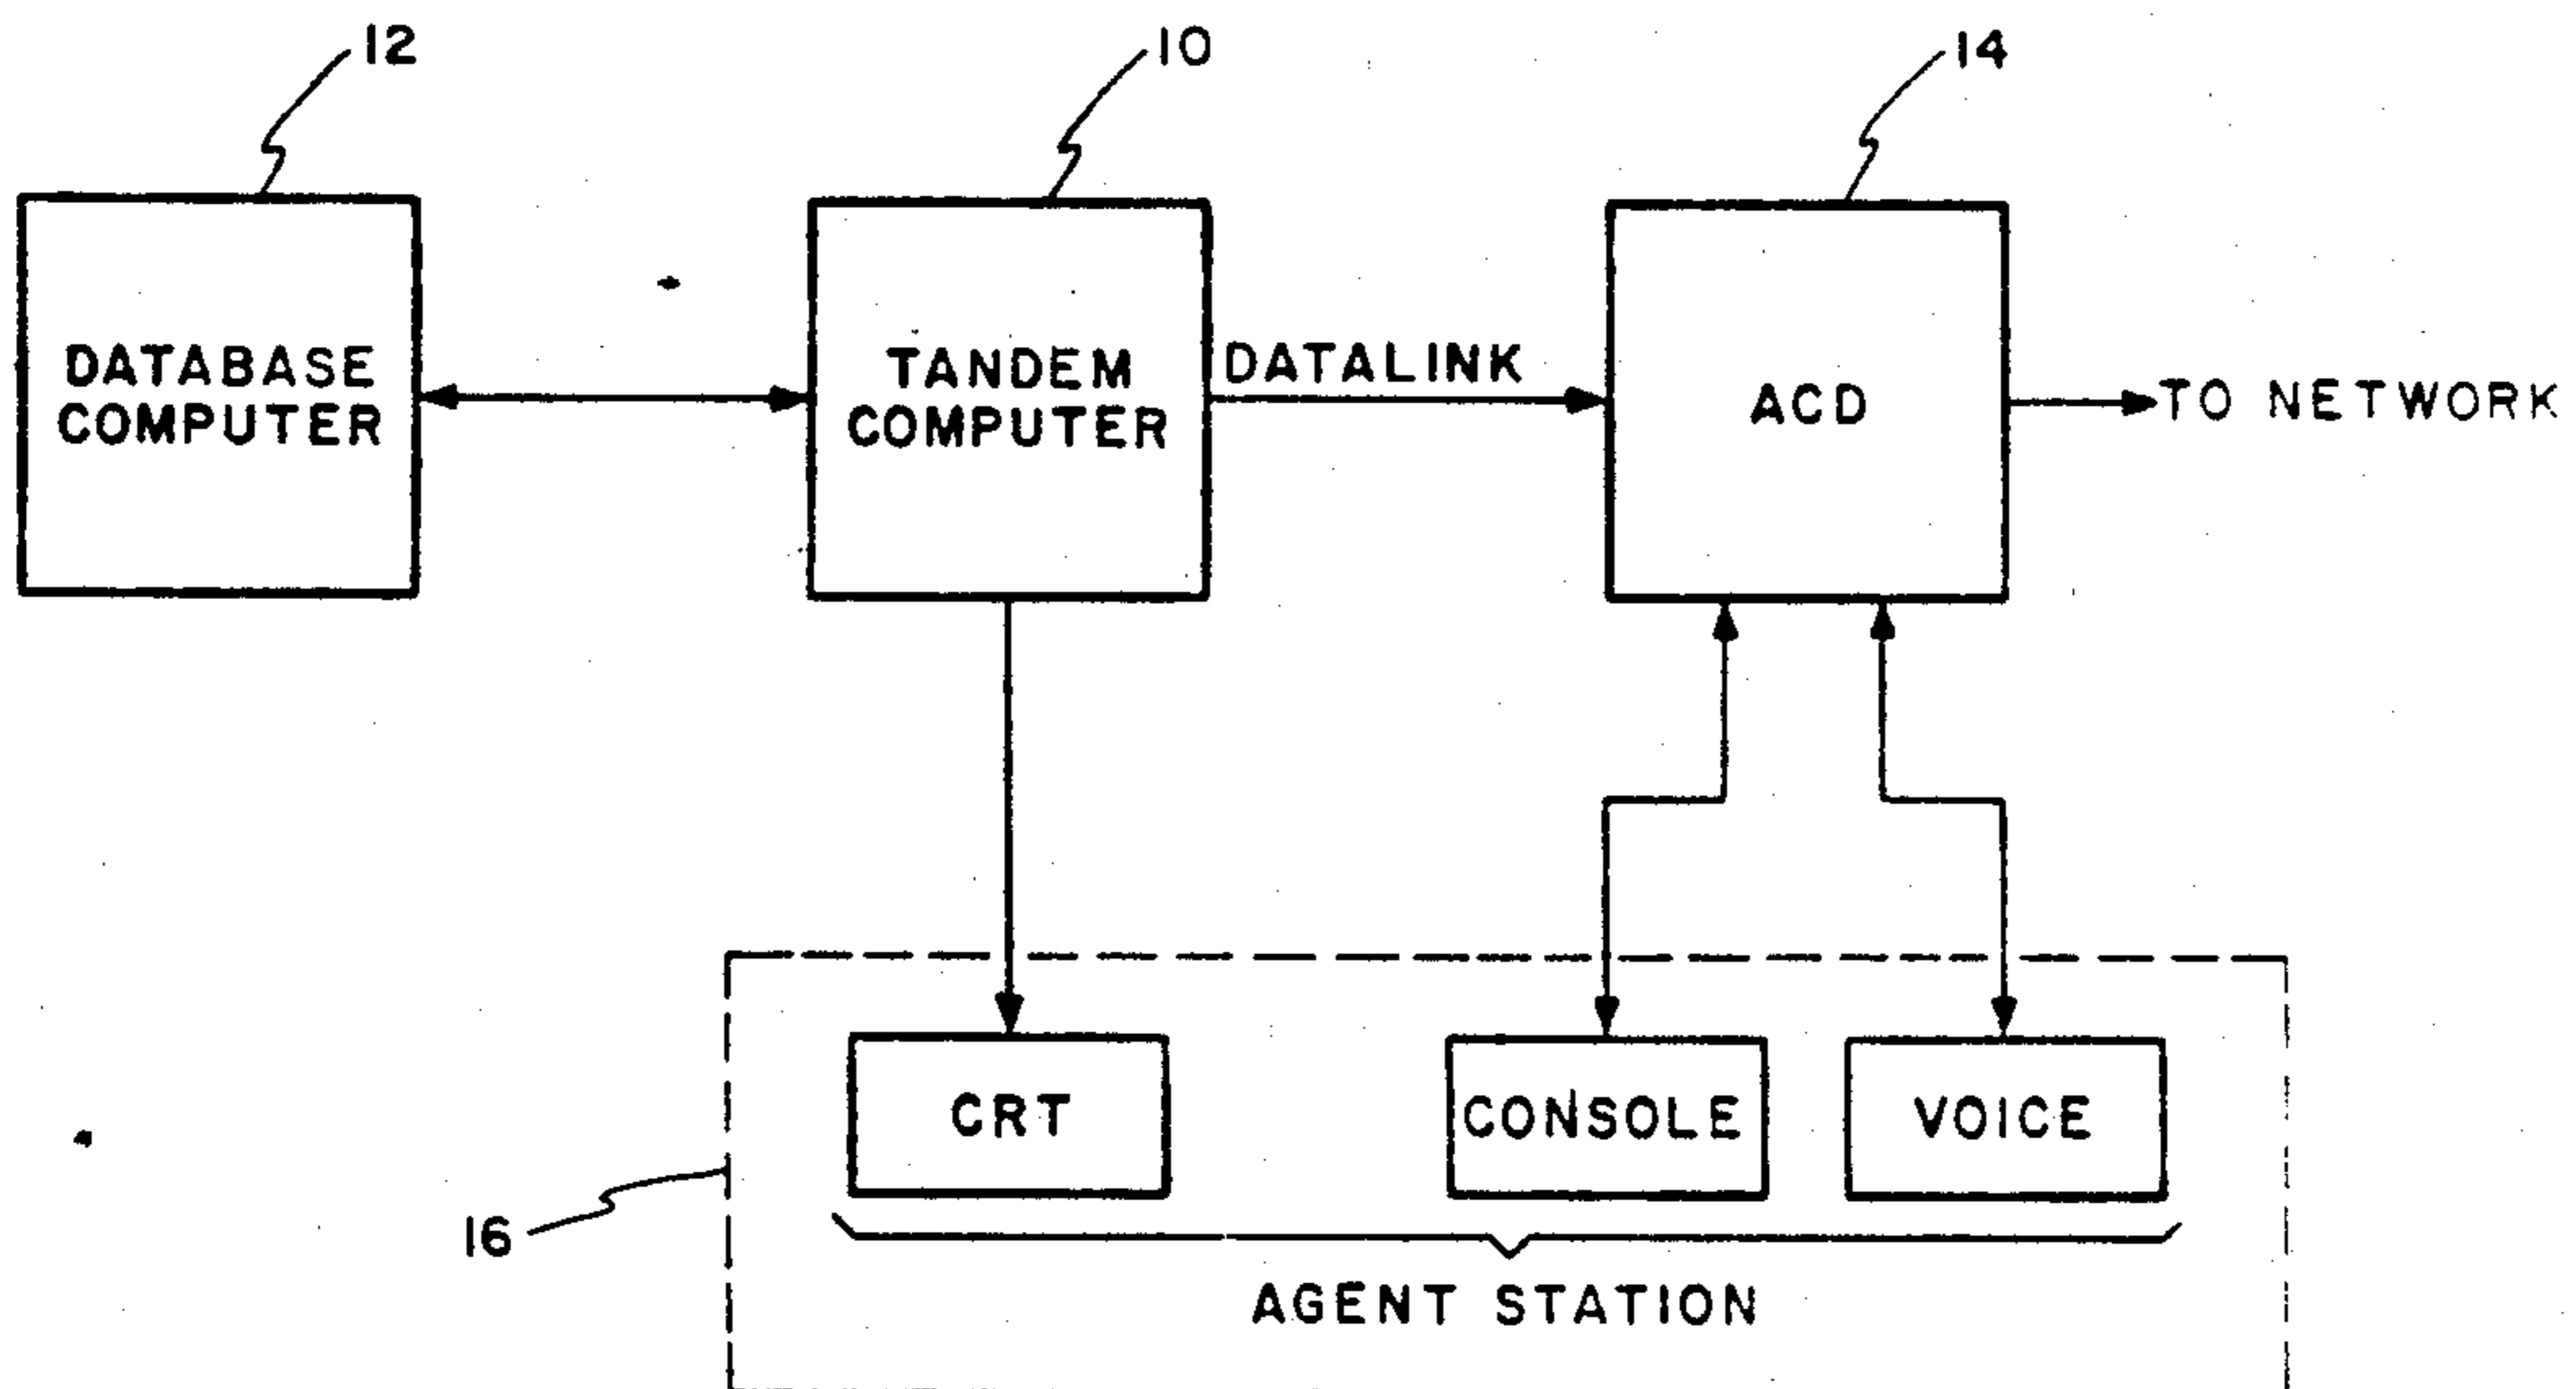 12
10
14
DATABASE
COMPUTER
TANDEM
COMPUTER
DATALINK
ACD
TO NETWORK
CRT
CONSOLE
VOICE
16
AGENT STATION